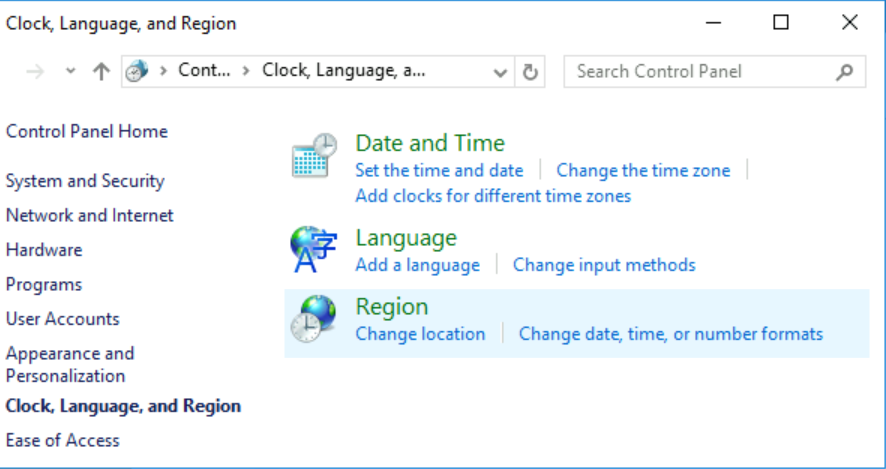 Clock, Language, and Region
Cont... > Clock, Language, a...
Search Control Panel
Control Panel Home
System and Security
Network and Internet
Hardware
Programs
User Accounts
Appearance and
Personalization
Clock, Language, and Region
Ease of Access
Date and Time
Set the time and date | Change the time zone |
Add clocks for different time zones
Language
Add a language | Change input methods
Region
Change location | Change date, time, or number formats